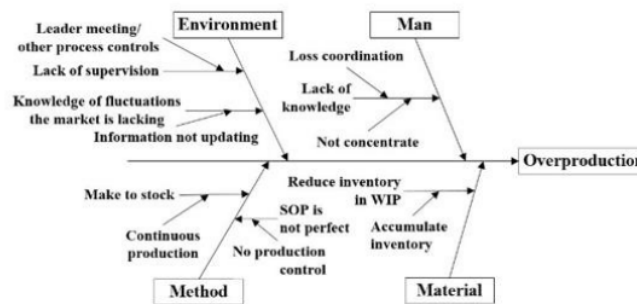 Environment
Man
Leader meeting/
other process controls
Lack of supervision
Knowledge of fluctuations
the market is lacking
Information not updating
Loss coordination
Lack of
knowledge
Not concentrate
Overproduction
Make to stock
Continuous
production
SOP is
not perfect
No production
control
Reduce inventory
in WIP
Accumulate
inventory
Method
Material